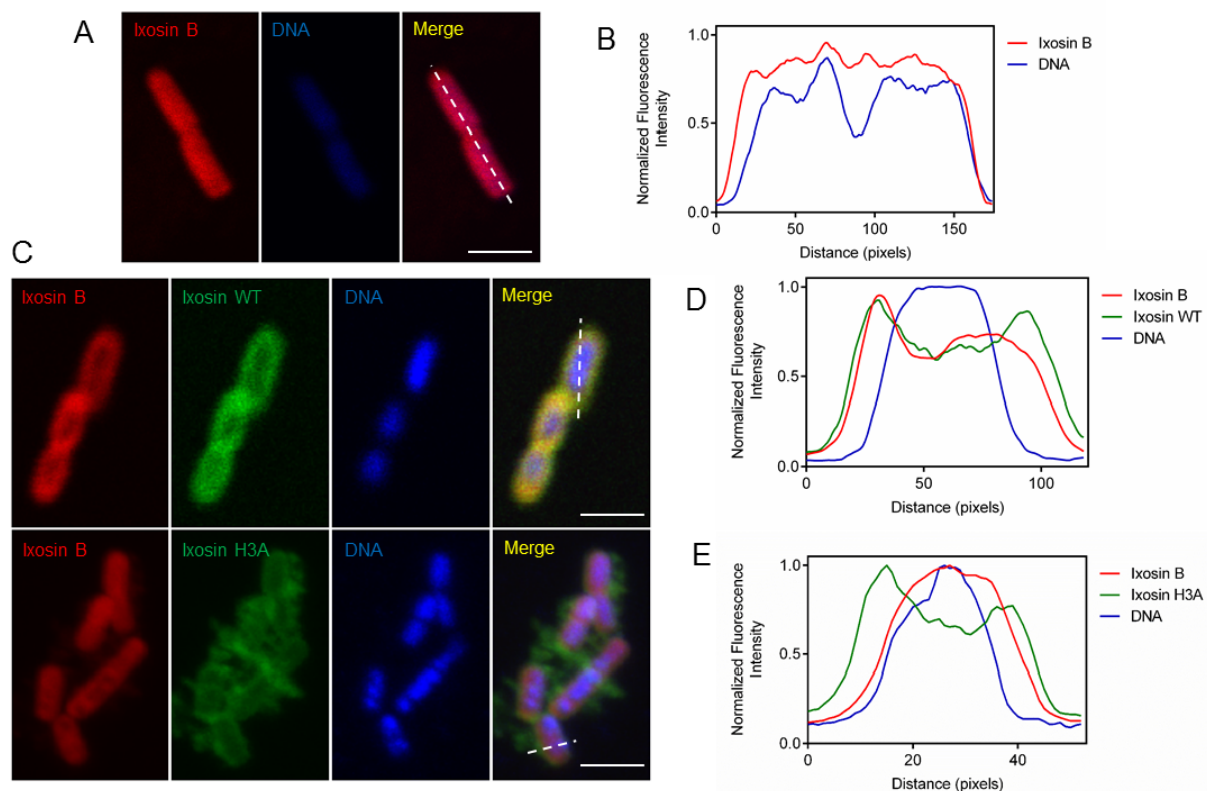 A
Ixosin B
DNA
Merge
B
Normalized Fluorescence
Intensity
1.0
0.5
0.0
0
50
100
150
Distance (pixels)
Ixosin B
DNA
C
Ixosin B
Ixosin WT
DNA
Merge
D
Normalized Fluorescence
Intensity
1.0
0.5
0.0
0
50
100
Distance (pixels)
Ixosin B
Ixosin WT
DNA
Ixosin B
Ixosin H3A
DNA
Merge
E
Normalized Fluorescence
Intensity
1.0
0.5
0.0
0
20
40
Distance (pixels)
Ixosin B
Ixosin H3A
DNA